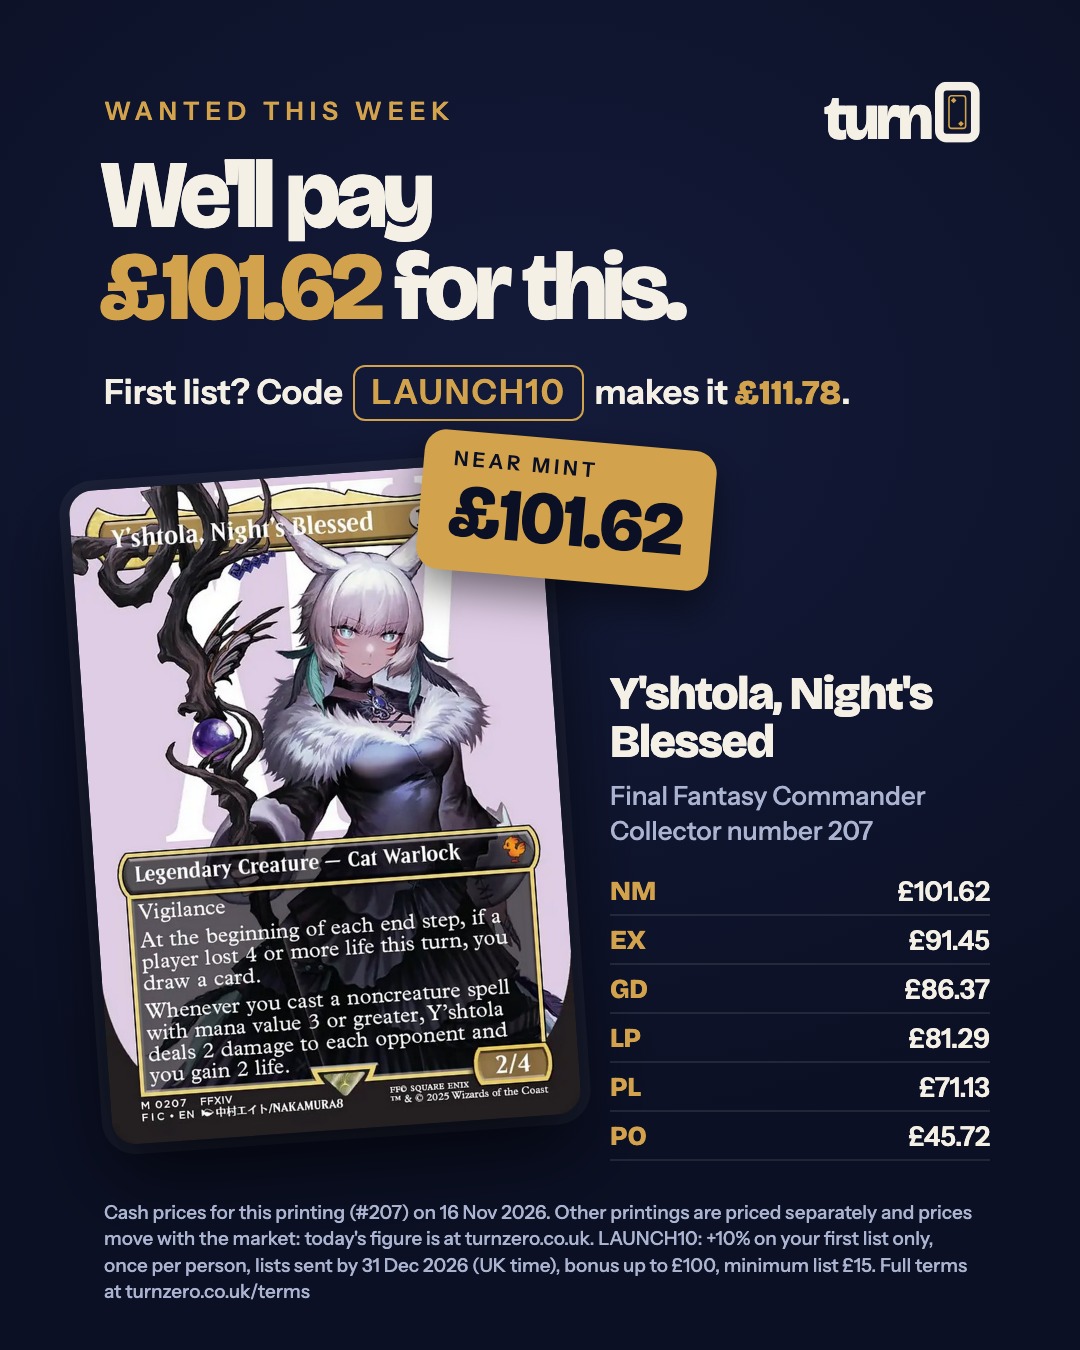 WANTED THIS WEEK
turn0
We'll pay
£101.62 for this.
First list? Code LAUNCH10 makes it £111.78.
NEAR MINT
£101.62
Y'shtola, Night's Blessed
Legendary Creature — Cat Warlock
Vigilance
At the beginning of each end step, if a
player lost 4 or more life this turn, you
draw a card.
Whenever you cast a noncreature spell
with mana value 3 or greater, Y'shtola
deals 2 damage to each opponent and
you gain 2 life.
2/4
M 0207 FFXIV
FIC • EN 中村エイト/NAKAMURA8
FF© SQUARE ENIX
™ & © 2025 Wizards of the Coast
Y'shtola, Night's
Blessed
Final Fantasy Commander
Collector number 207
NM £101.62
EX £91.45
GD £86.37
LP £81.29
PL £71.13
PO £45.72
Cash prices for this printing (#207) on 16 Nov 2026. Other printings are priced separately and prices
move with the market: today's figure is at turnzero.co.uk. LAUNCH10: +10% on your first list only,
once per person, lists sent by 31 Dec 2026 (UK time), bonus up to £100, minimum list £15. Full terms
at turnzero.co.uk/terms